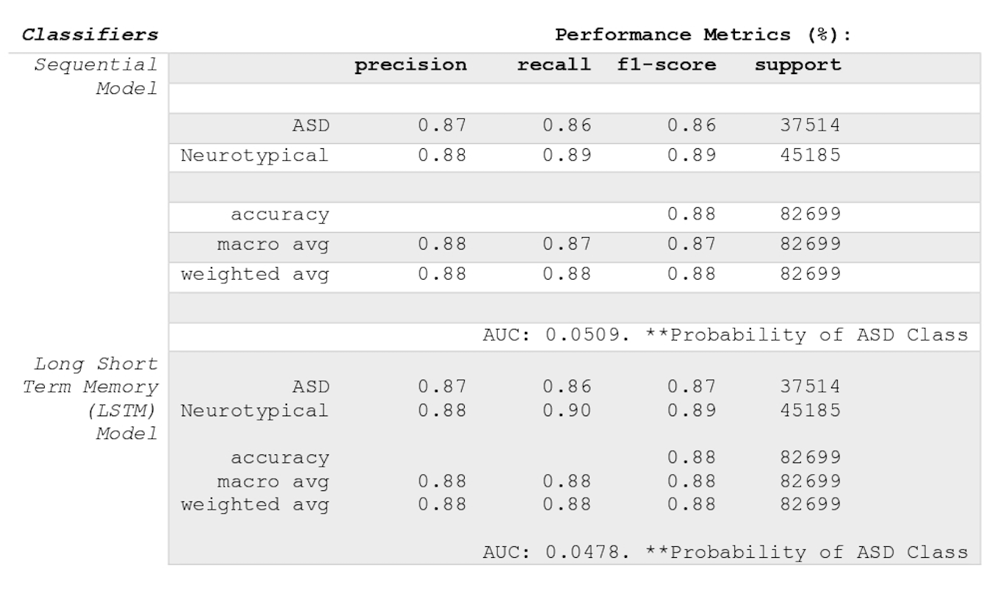 Classifiers Performance Metrics (%):
Sequential Model precision recall f1-score support
ASD 0.87 0.86 0.86 37514
Neurotypical 0.88 0.89 0.89 45185
accuracy 0.88 82699
macro avg 0.88 0.87 0.87 82699
weighted avg 0.88 0.88 0.88 82699
AUC: 0.0509. **Probability of ASD Class
Long Short
Term Memory ASD 0.87 0.86 0.87 37514
(LSTM) Neurotypical 0.88 0.90 0.89 45185
Model
accuracy 0.88 82699
macro avg 0.88 0.88 0.88 82699
weighted avg 0.88 0.88 0.88 82699
AUC: 0.0478. **Probability of ASD Class